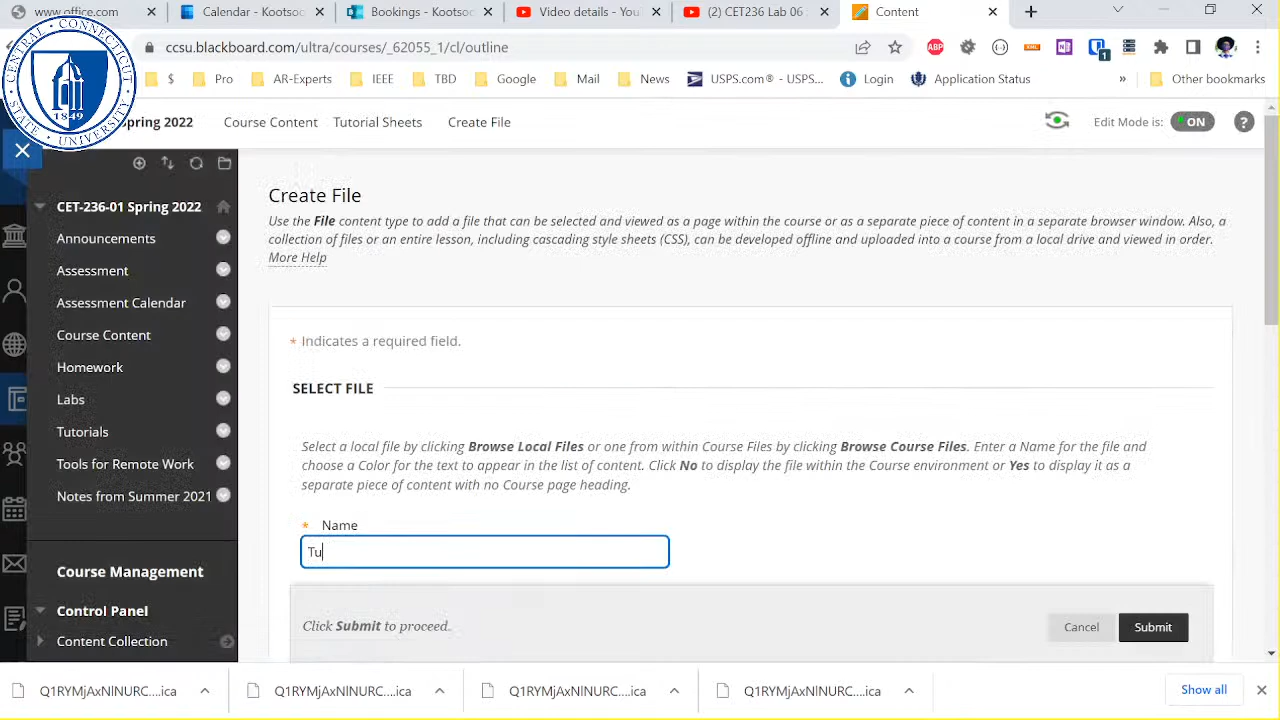 www.office.com
Calendar - Kootsoo
Bookings - Kootsoo
Video details - You
(2) CET236 Lab 06
Content
ccsu.blackboard.com/ultra/courses/_62055_1/cl/outline
ABP
XML
1
$
Pro
AR-Experts
IEEE
TBD
Google
Mail
News
USPS.com® - USPS...
Login
Application Status
»
Other bookmarks
CENTRAL CONNECTICUT
STATE UNIVERSITY
1849
pring 2022
Course Content
Tutorial Sheets
Create File
Edit Mode is:
ON
?
CET-236-01 Spring 2022
Announcements
Assessment
Assessment Calendar
Course Content
Homework
Labs
Tutorials
Tools for Remote Work
Notes from Summer 2021
Course Management
Control Panel
Content Collection
Create File
Use the File content type to add a file that can be selected and viewed as a page within the course or as a separate piece of content in a separate browser window. Also, a
collection of files or an entire lesson, including cascading style sheets (CSS), can be developed offline and uploaded into a course from a local drive and viewed in order.
More Help
* Indicates a required field.
SELECT FILE
Select a local file by clicking Browse Local Files or one from within Course Files by clicking Browse Course Files. Enter a Name for the file and
choose a Color for the text to appear in the list of content. Click No to display the file within the Course environment or Yes to display it as a
separate piece of content with no Course page heading.
* Name
Tu
Click Submit to proceed.
Cancel
Submit
Q1RYMjAxNlNURC....ica
Q1RYMjAxNlNURC....ica
Q1RYMjAxNlNURC....ica
Q1RYMjAxNlNURC....ica
Show all